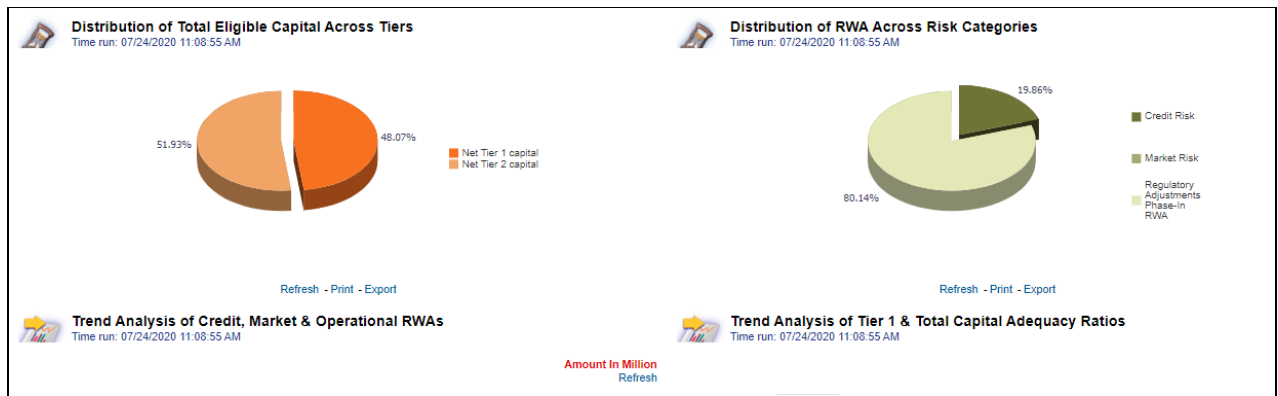 Distribution of Total Eligible Capital Across Tiers
Time run: 07/24/2020 11:08:55 AM
51.93%
48.07%
Net Tier 1 capital
Net Tier 2 capital
Refresh - Print - Export
Distribution of RWA Across Risk Categories
Time run: 07/24/2020 11:08:55 AM
19.86%
80.14%
Credit Risk
Market Risk
Regulatory
Adjustments
Phase-In
RWA
Refresh - Print - Export
Trend Analysis of Credit, Market & Operational RWAs
Time run: 07/24/2020 11:08:55 AM
Amount In Million
Refresh
Trend Analysis of Tier 1 & Total Capital Adequacy Ratios
Time run: 07/24/2020 11:08:55 AM